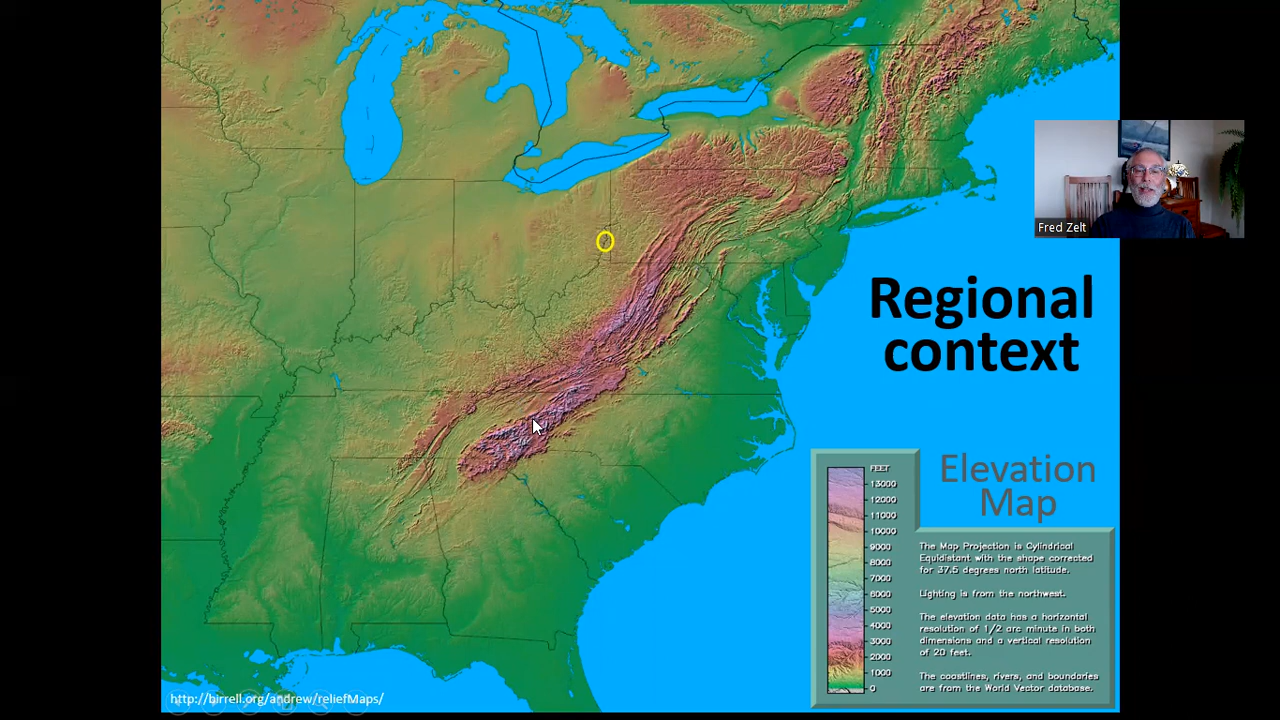 Fred Zelt
Regional
context
Elevation
Map
FEET
13000
12000
11000
10000
9000
8000
7000
6000
5000
4000
3000
2000
1000
0
The Map Projection is Cylindrical
Equidistant with the shape corrected
for 37.5 degrees north latitude.
Lighting is from the northwest.
The elevation data has a horizontal
resolution of 1/2 arc minute in both
dimensions and a vertical resolution
of 20 feet.
The coastlines, rivers, and boundaries
are from the World Vector database.
http://birrell.org/andrew/reliefMaps/